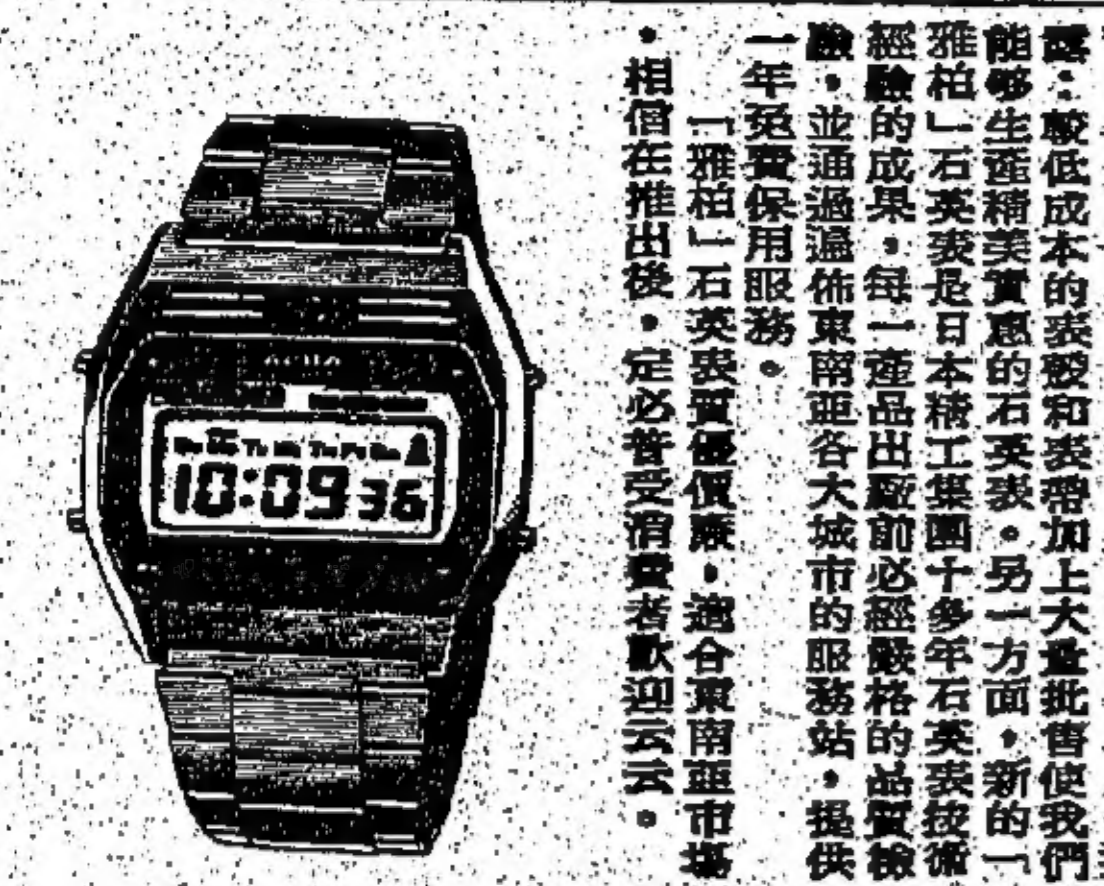 露：較低成本的表殼和表帶加上大量批售使我們
能够生產精美實惠的石英表。另一方面，新的「
雅柏」石英表是日本精工集團十多年石英表技術
經驗的成果，每一產品出廠前必經嚴格的品質檢
驗，並通過遍佈東南亞各大城市的服務站，提供
一年免費保用服務。
「雅柏」石英表質優價廉，適合東南亞市場
，相信在推出後，定必普受消費者歡迎云云。
10:09 36